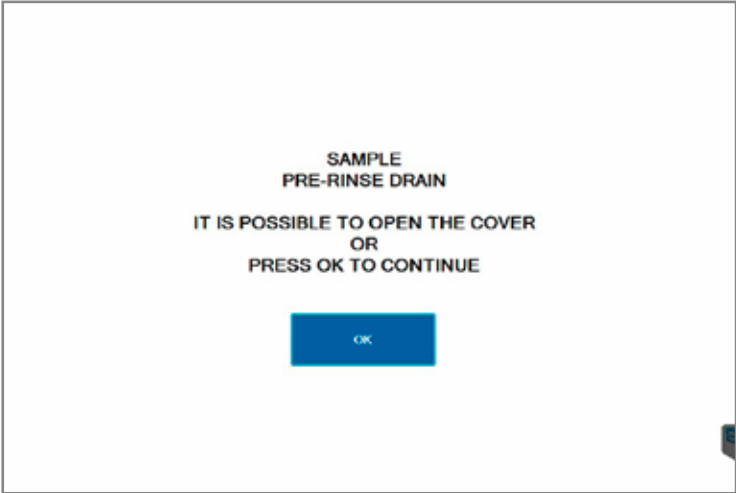 SAMPLE
PRE-RINSE DRAIN
IT IS POSSIBLE TO OPEN THE COVER
OR
PRESS OK TO CONTINUE
OK